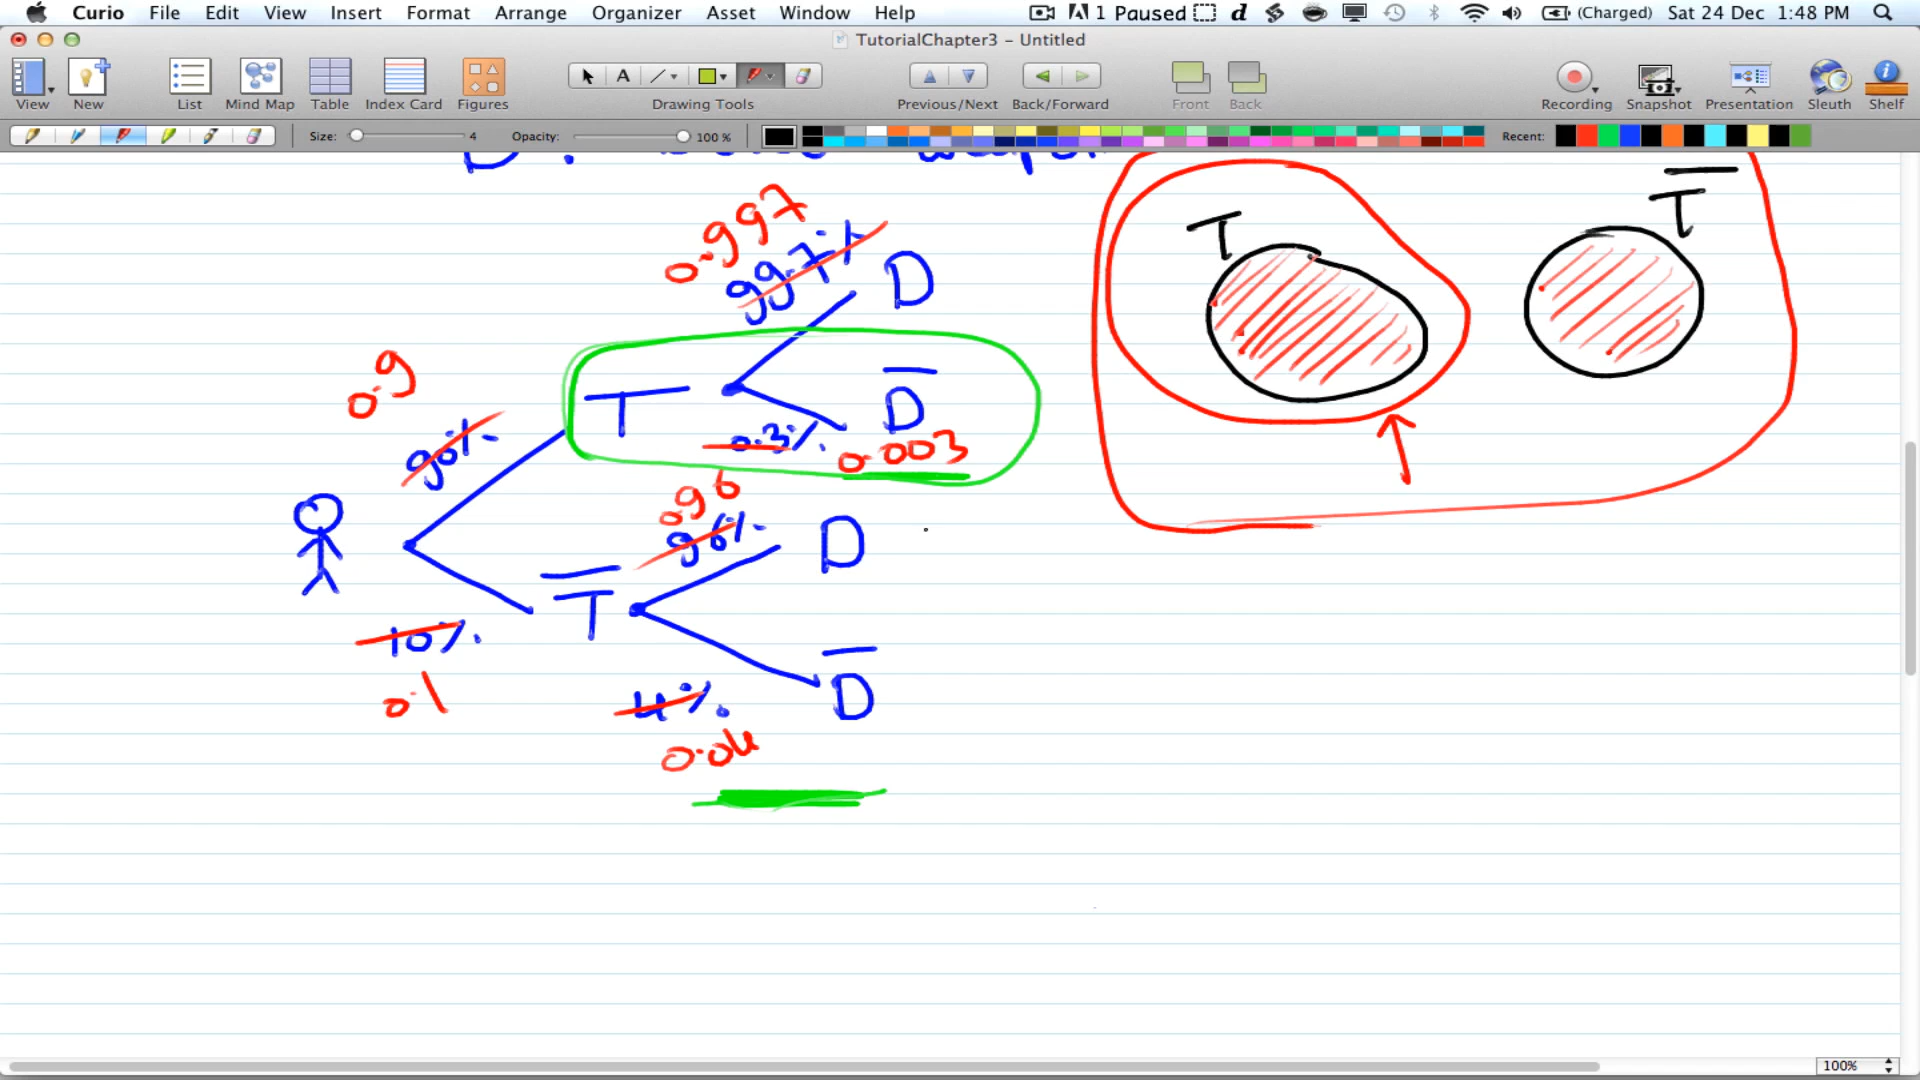 Curio File Edit View Insert Format Arrange Organizer Asset Window Help 1 Paused d (Charged) Sat 24 Dec 1:48 PM
TutorialChapter3 – Untitled
A
View New List Mind Map Table Index Card Figures Drawing Tools Previous/Next Back/Forward Front Back Recording Snapshot Presentation Sleuth Shelf
Size: 4 Opacity: 100 % Recent:
D :
0.997
99.7%
D
T
T̅
0.9
90%
T
D̅
0.3%
0.003
0.96
96%
D
T̅
10%
0.1
D̅
4%
0.04
100%